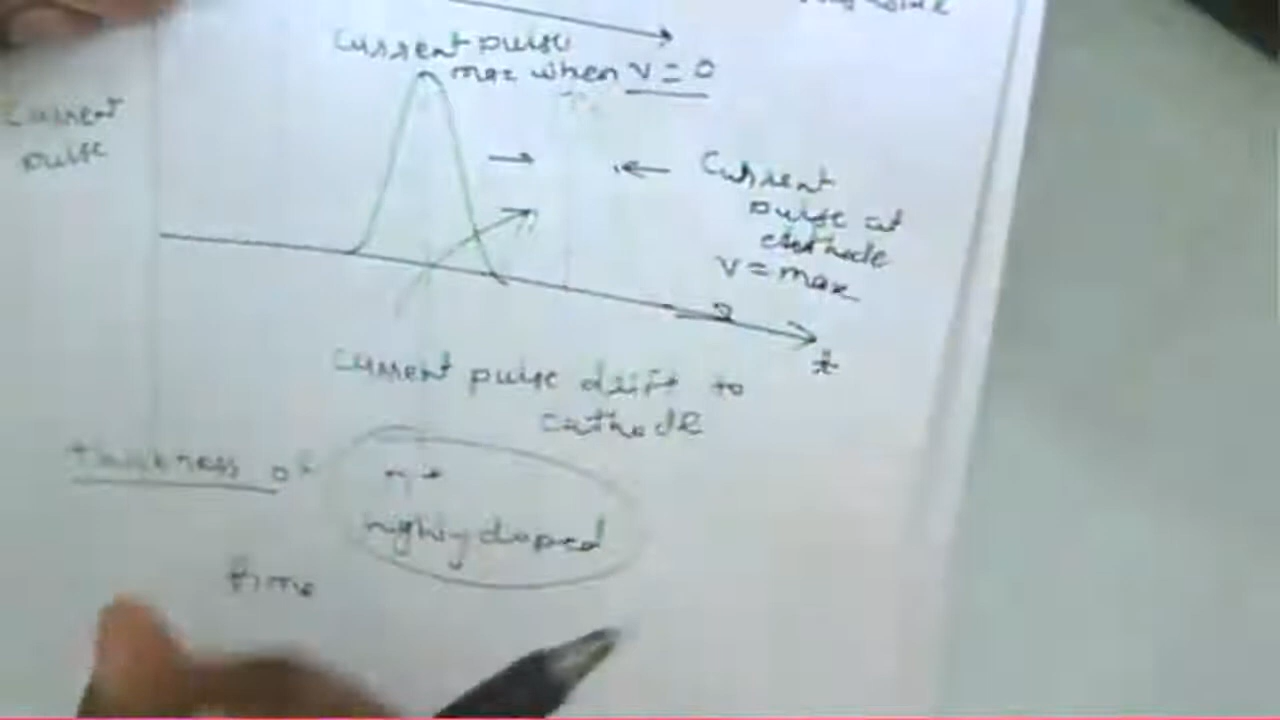 Current pulse
max when v = 0
Current
pulse
Current
pulse at
cathode
v = max
t
Current pulse drift to
cathode
thickness of
n+
highly doped
time